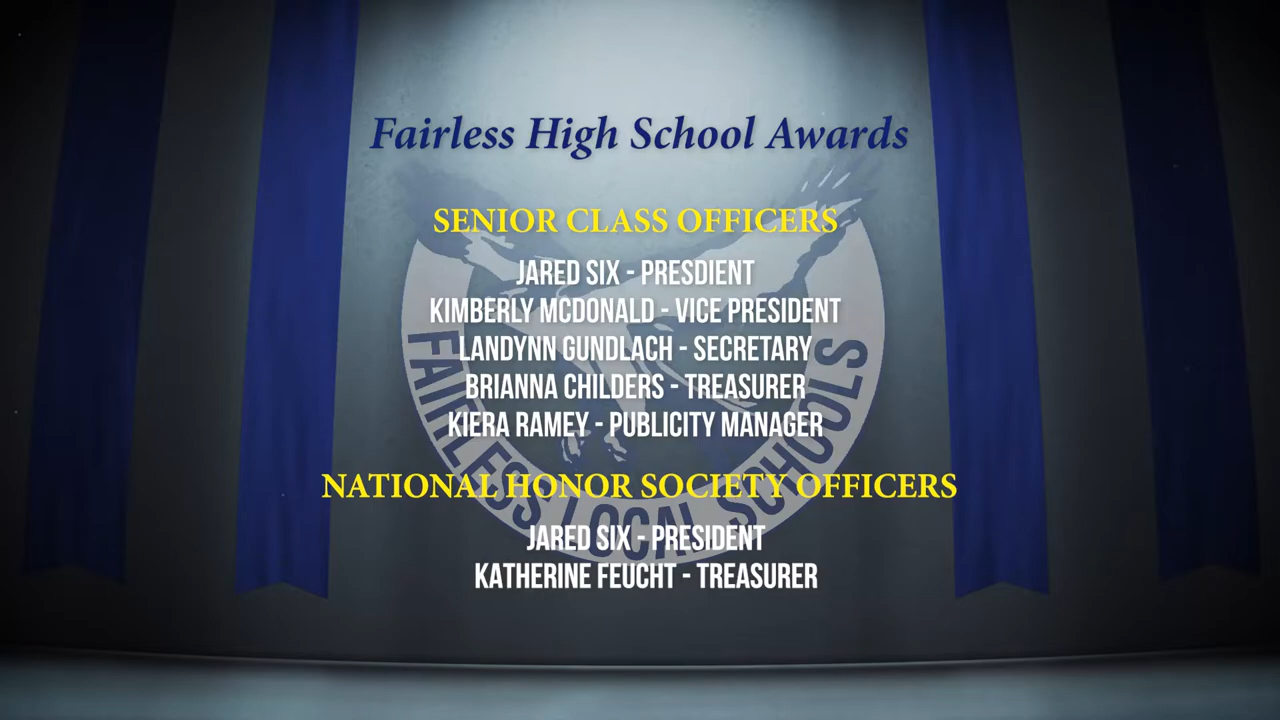 Fairless High School Awards
SENIOR CLASS OFFICERS
JARED SIX - PRESDIENT
KIMBERLY MCDONALD - VICE PRESIDENT
LANDYNN GUNDLACH - SECRETARY
BRIANNA CHILDERS - TREASURER
KIERA RAMEY - PUBLICITY MANAGER
NATIONAL HONOR SOCIETY OFFICERS
JARED SIX - PRESIDENT
KATHERINE FEUCHT - TREASURER
FAIRLESS LOCAL SCHOOLS